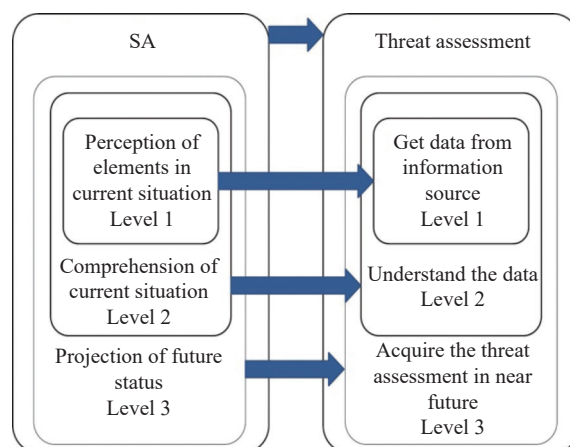 SA
Perception of
elements in
current situation
Level 1
Comprehension of
current situation
Level 2
Projection of future
status
Level 3
Threat assessment
Get data from
information
source
Level 1
Understand the data
Level 2
Acquire the threat
assessment in near
future
Level 3